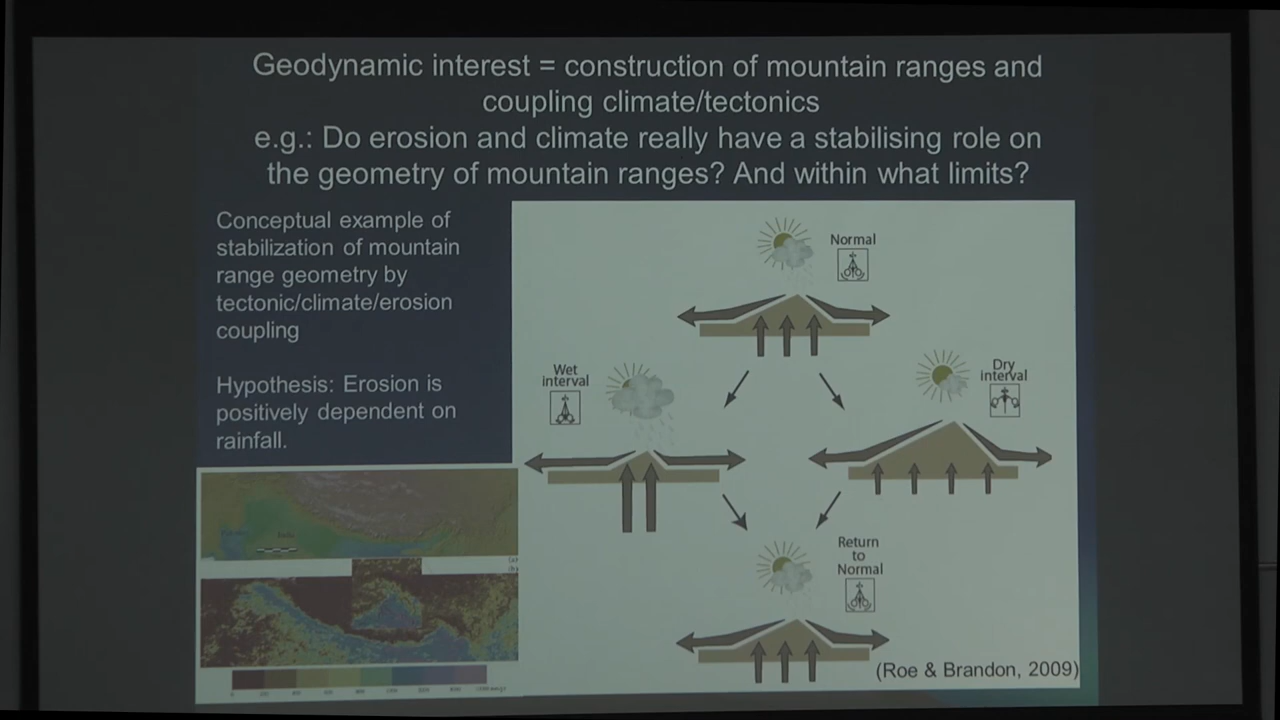 Geodynamic interest = construction of mountain ranges and
coupling climate/tectonics
e.g.: Do erosion and climate really have a stabilising role on
the geometry of mountain ranges? And within what limits?
Conceptual example of
stabilization of mountain
range geometry by
tectonic/climate/erosion
coupling
Hypothesis: Erosion is
positively dependent on
rainfall.
Normal
Wet
interval
Dry
interval
Return
to
Normal
(Roe & Brandon, 2009)